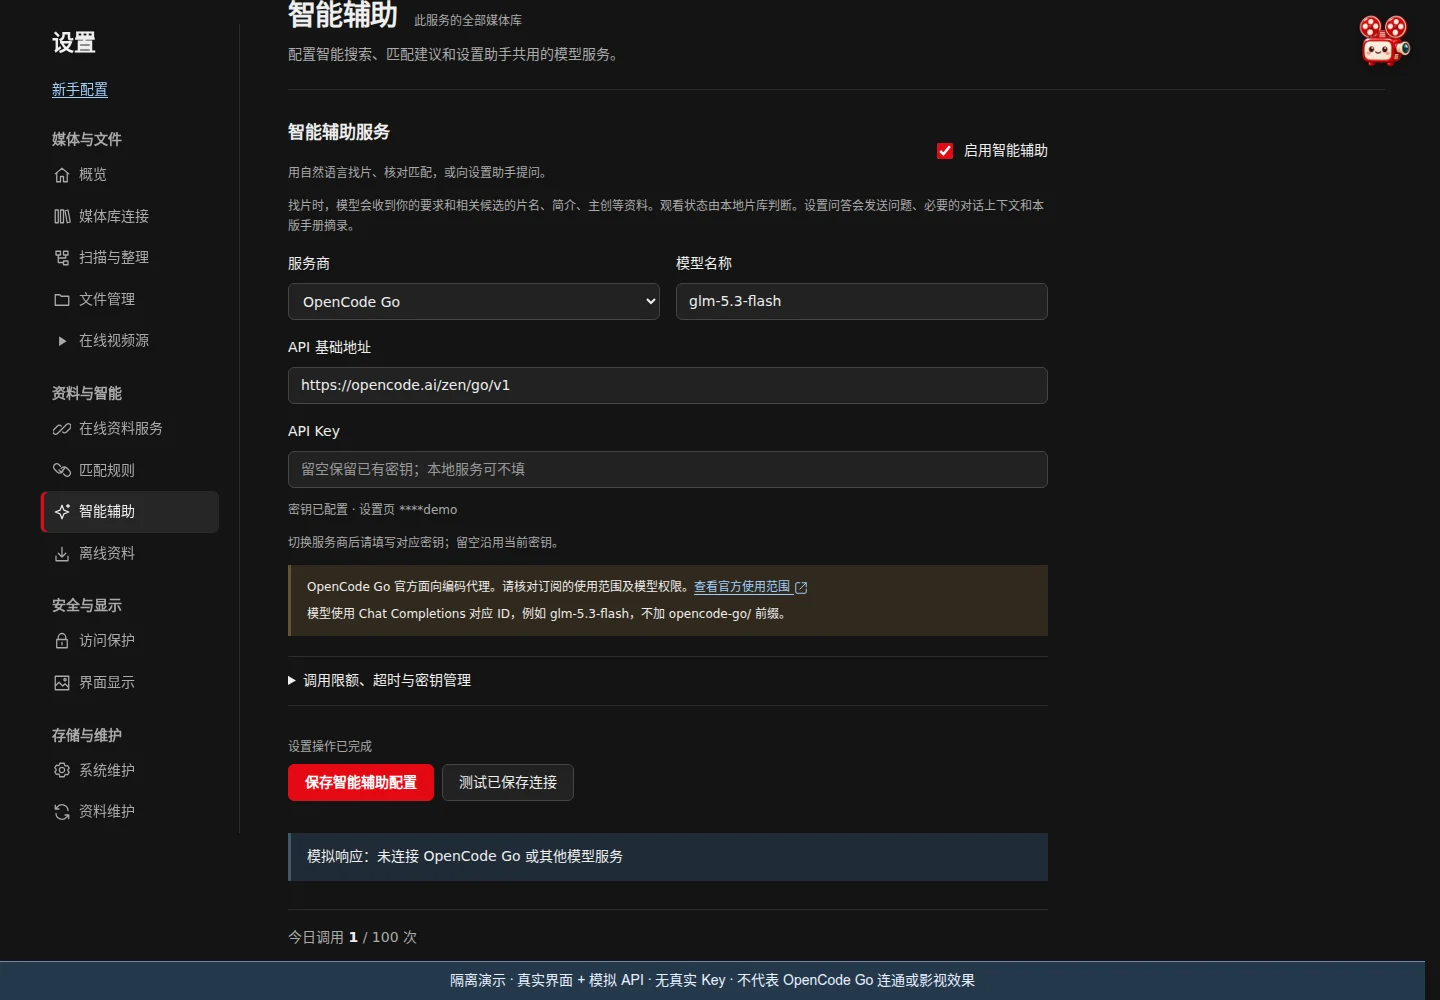 设置
新手配置
媒体与文件
概览
媒体库连接
扫描与整理
文件管理
在线视频源
资料与智能
在线资料服务
匹配规则
智能辅助
离线资料
安全与显示
访问保护
界面显示
存储与维护
系统维护
资料维护
智能辅助 此服务的全部媒体库
配置智能搜索、匹配建议和设置助手共用的模型服务。
智能辅助服务
启用智能辅助
用自然语言找片、核对匹配，或向设置助手提问。
找片时，模型会收到你的要求和相关候选的片名、简介、主创等资料。观看状态由本地片库判断。设置问答会发送问题、必要的对话上下文和本
版手册摘录。
服务商 模型名称
OpenCode Go glm-5.3-flash
API 基础地址
https://opencode.ai/zen/go/v1
API Key
留空保留已有密钥；本地服务可不填
密钥已配置 · 设置页 ****demo
切换服务商后请填写对应密钥；留空沿用当前密钥。
OpenCode Go 官方面向编码代理。请核对订阅的使用范围及模型权限。查看官方使用范围
模型使用 Chat Completions 对应 ID，例如 glm-5.3-flash，不加 opencode-go/ 前缀。
调用限额、超时与密钥管理
设置操作已完成
保存智能辅助配置 测试已保存连接
模拟响应：未连接 OpenCode Go 或其他模型服务
今日调用 1 / 100 次
隔离演示 · 真实界面 + 模拟 API · 无真实 Key · 不代表 OpenCode Go 连通或影视效果